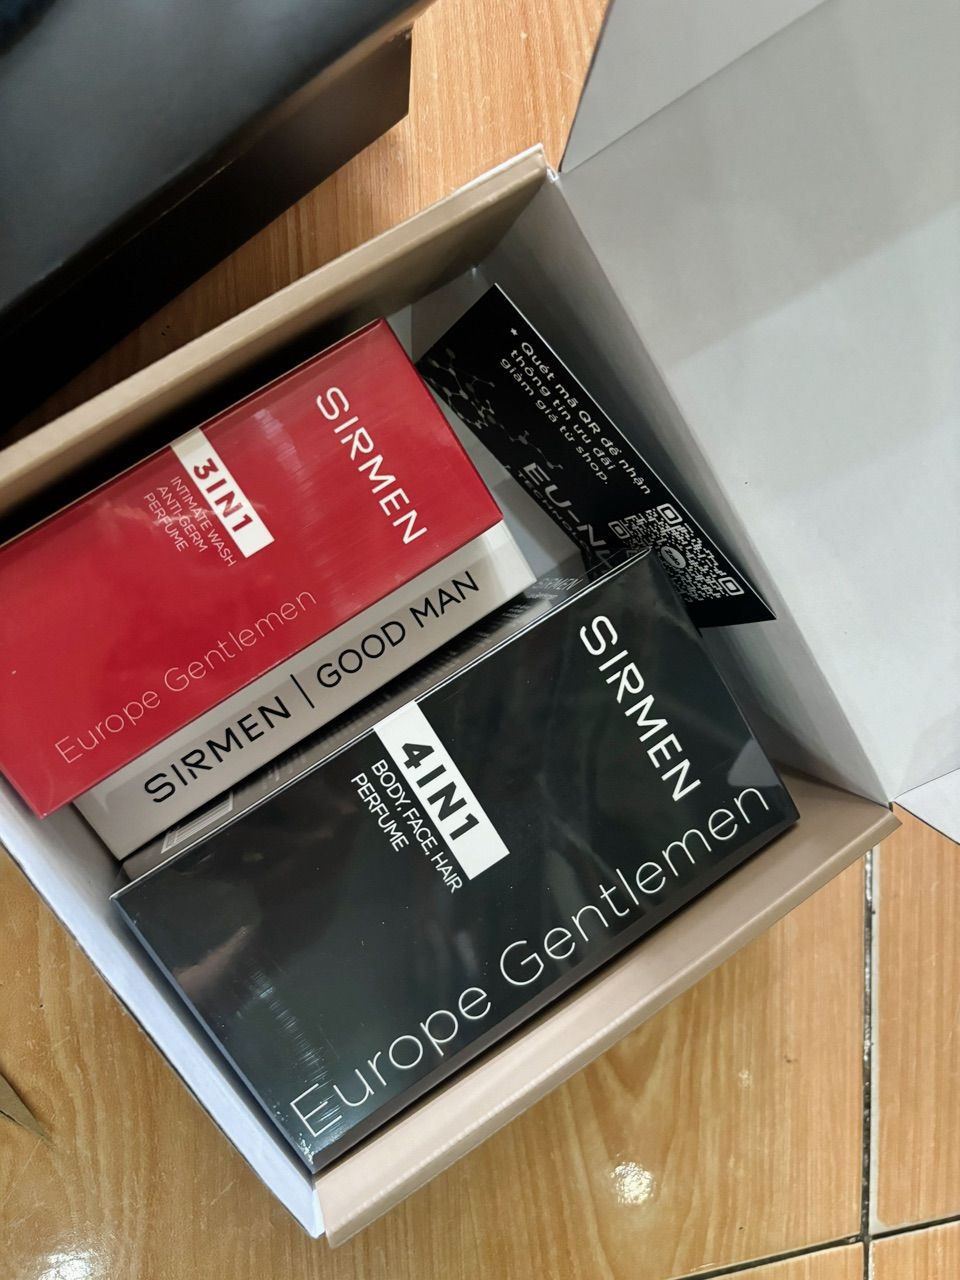 SIRMEN
3IN1
INTIMATE WASH
ANTI-GERM
PERFUME
Europe Gentlemen
SIRMEN | GOOD MAN
* Quét mã QR để nhận
thông tin ưu đãi
giảm giá từ shop.
SIRMEN
4IN1
BODY, FACE, HAIR
PERFUME
Europe Gentlemen